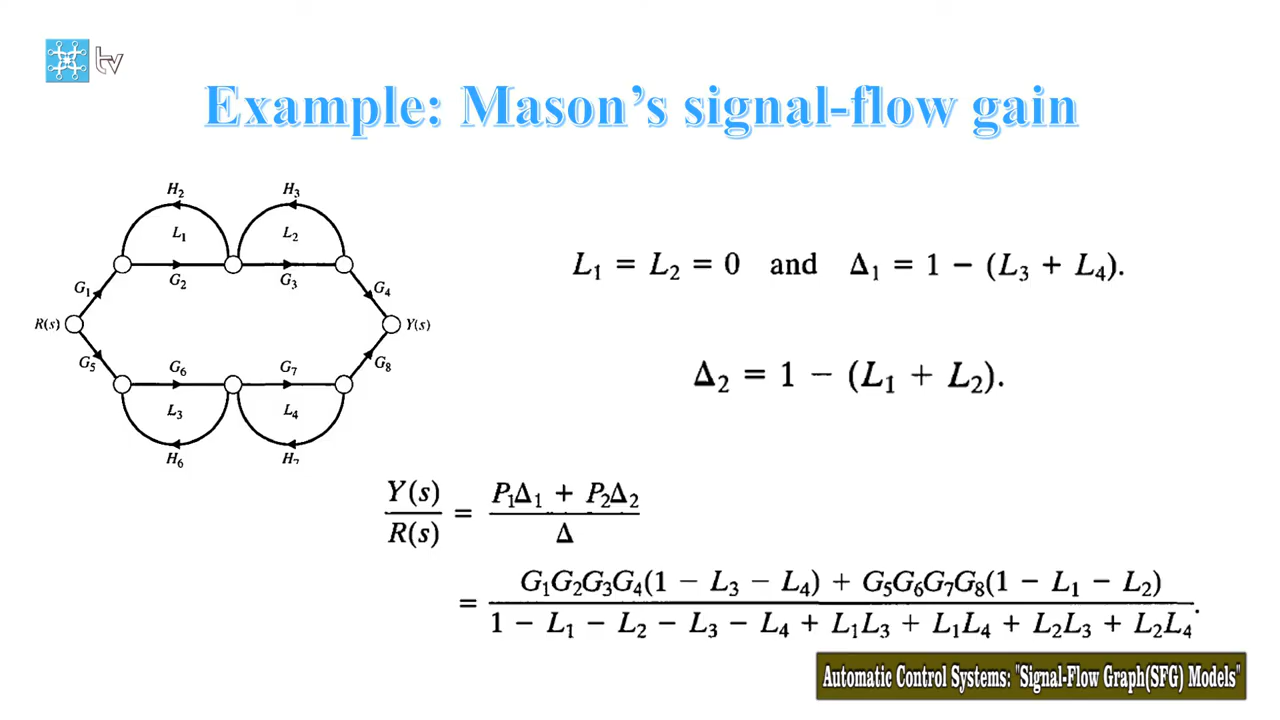 tv
Example: Mason's signal-flow gain
H₂ H₃
L₁ L₂
G₂ G₃
G₁ G₄
R(s) Y(s)
G₅ G₈
G₆ G₇
L₃ L₄
H₆ H₇
L₁ = L₂ = 0 and Δ₁ = 1 − (L₃ + L₄).
Δ₂ = 1 − (L₁ + L₂).
Y(s)/R(s) = (P₁Δ₁ + P₂Δ₂)/Δ
= (G₁G₂G₃G₄(1 − L₃ − L₄) + G₅G₆G₇G₈(1 − L₁ − L₂))/(1 − L₁ − L₂ − L₃ − L₄ + L₁L₃ + L₁L₄ + L₂L₃ + L₂L₄).
Automatic Control Systems: "Signal-Flow Graph(SFG) Models"